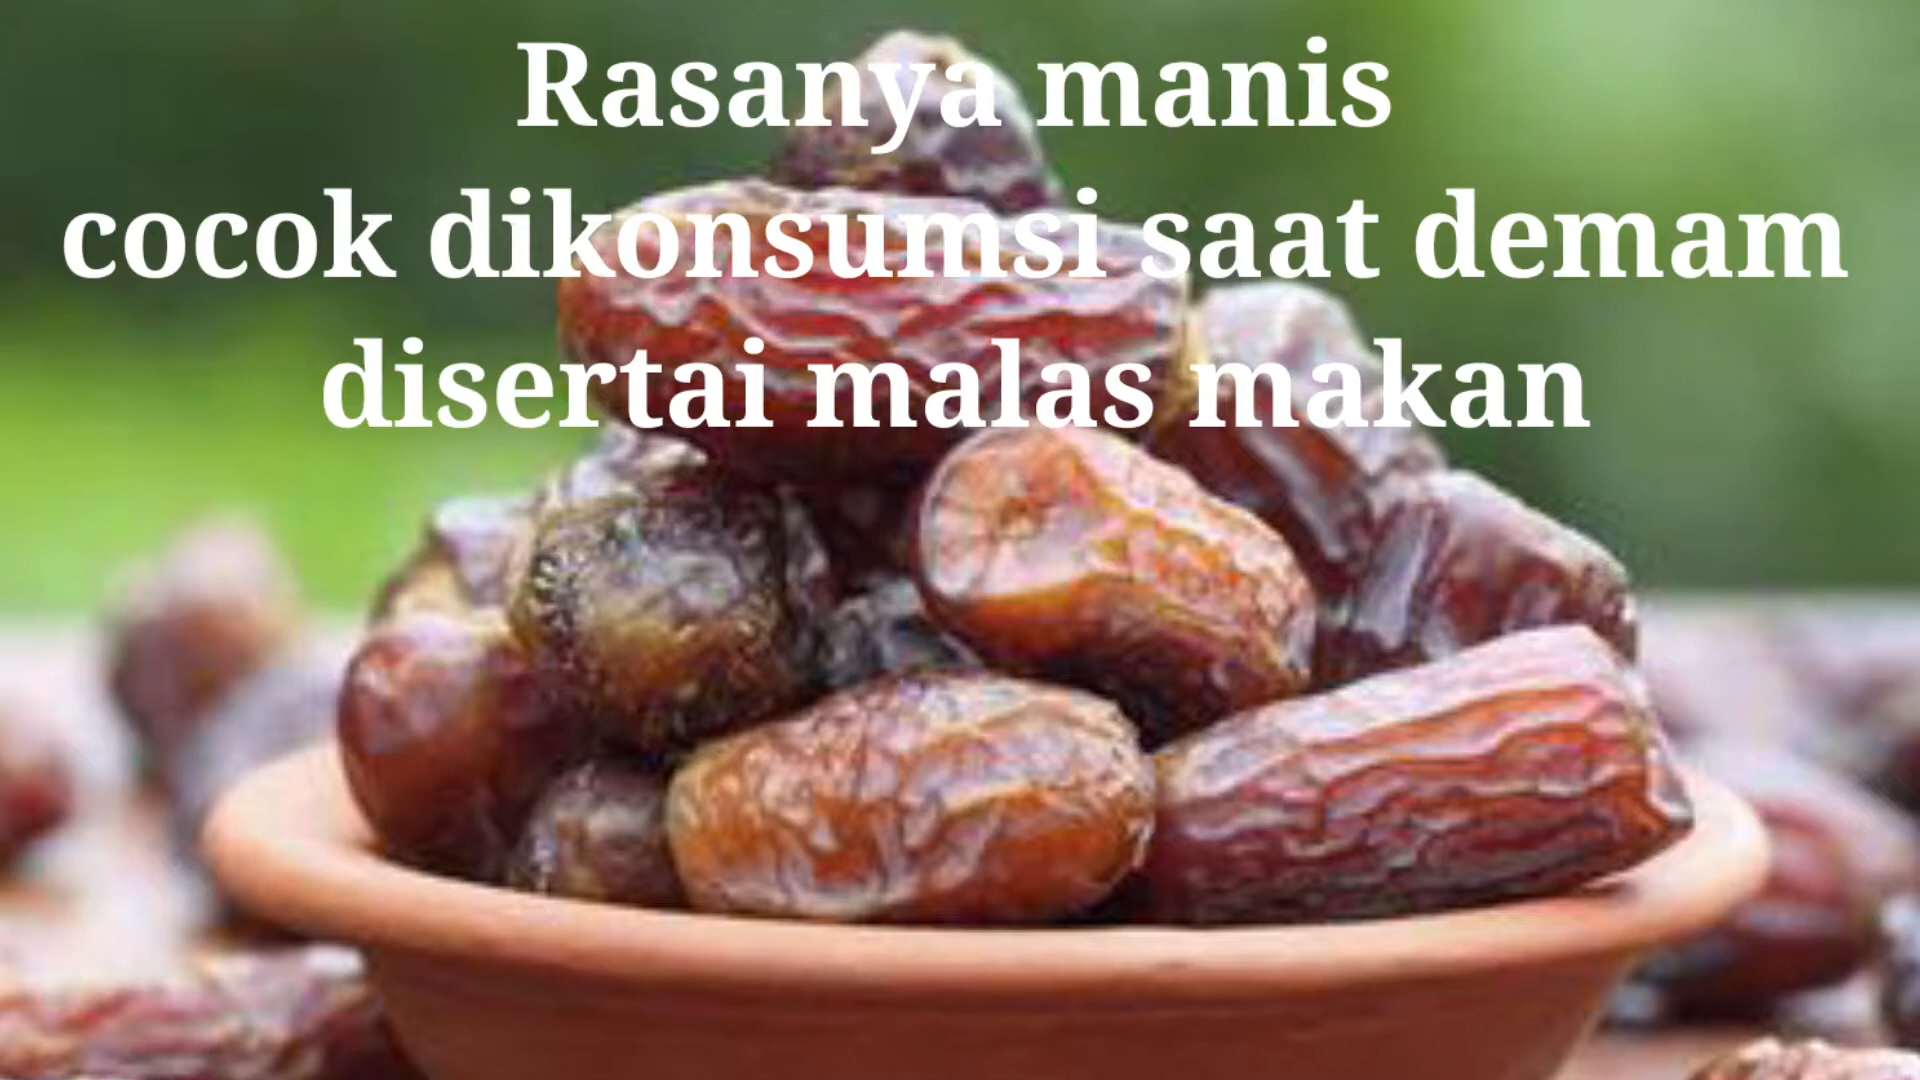 Rasanya manis
cocok dikonsumsi saat demam
disertai malas makan